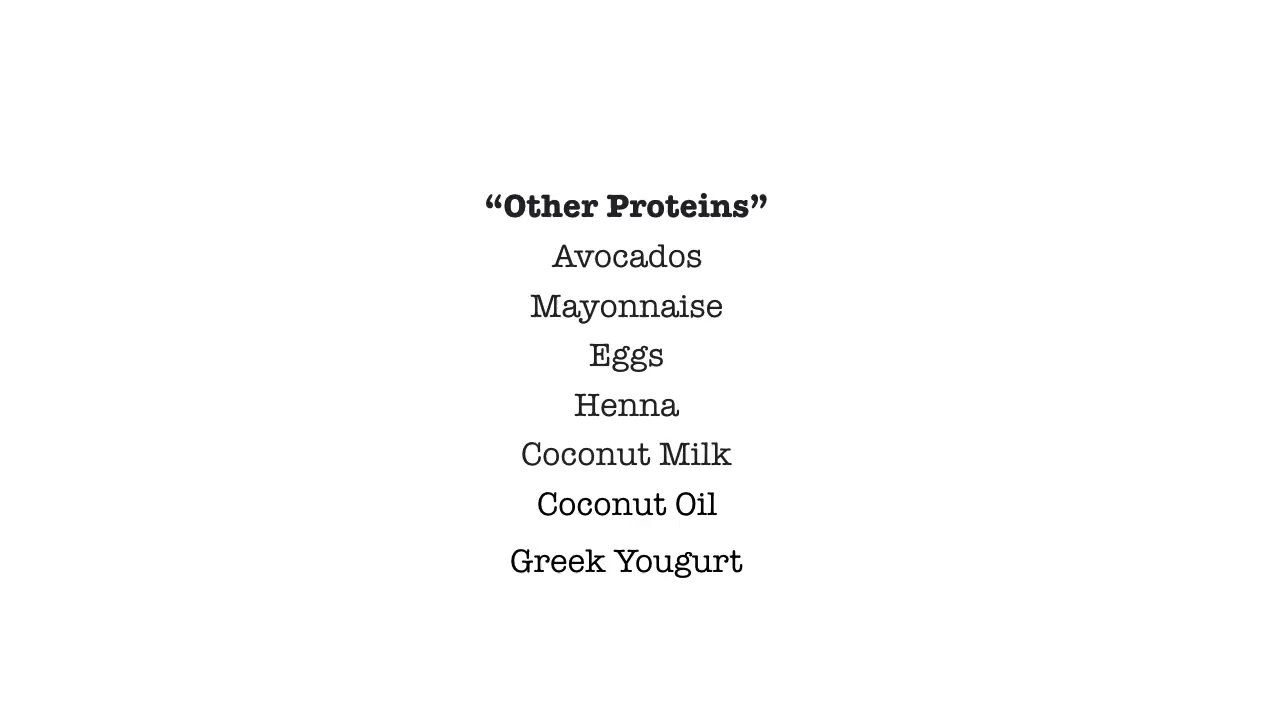 “Other Proteins”
Avocados
Mayonnaise
Eggs
Henna
Coconut Milk
Coconut Oil
Greek Yougurt